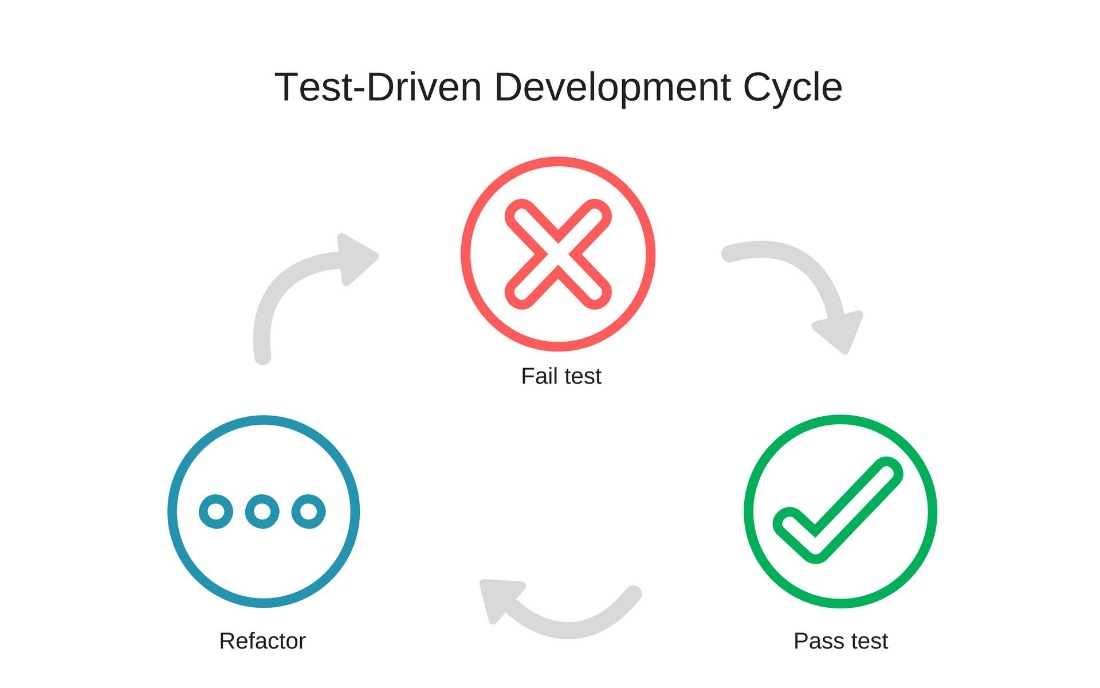 Test-Driven Development Cycle
Fail test
Refactor
Pass test